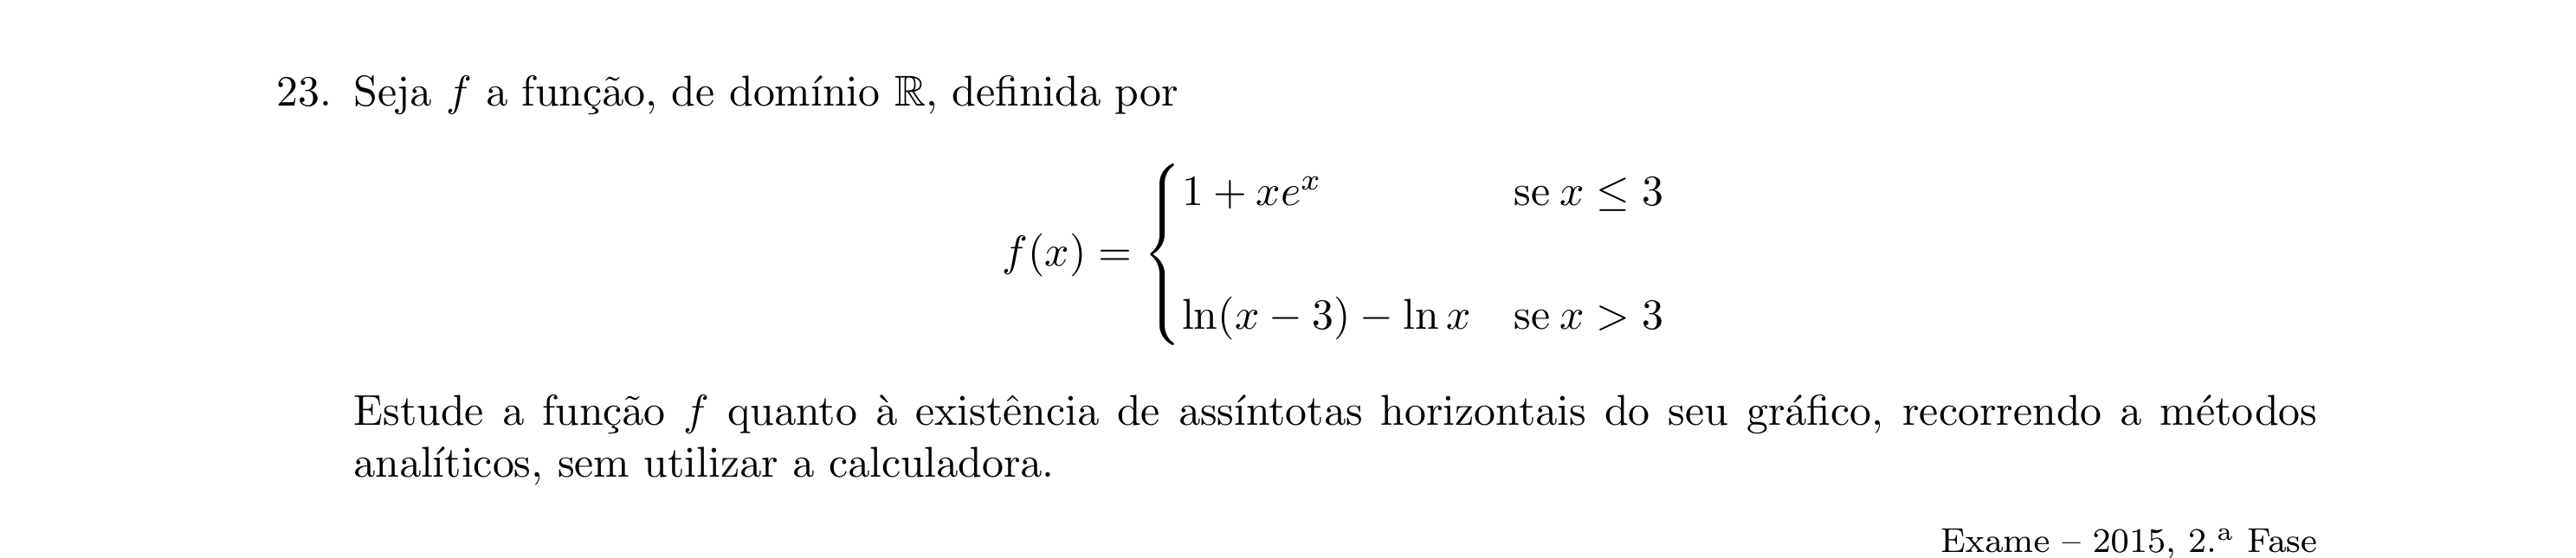 23. Seja f a função, de domínio ℝ, definida por
1 + xeˣ se x ≤ 3
f(x) =
ln(x − 3) − ln x se x > 3
Estude a função f quanto à existência de assíntotas horizontais do seu gráfico, recorrendo a métodos
analíticos, sem utilizar a calculadora.
Exame – 2015, 2.ª Fase